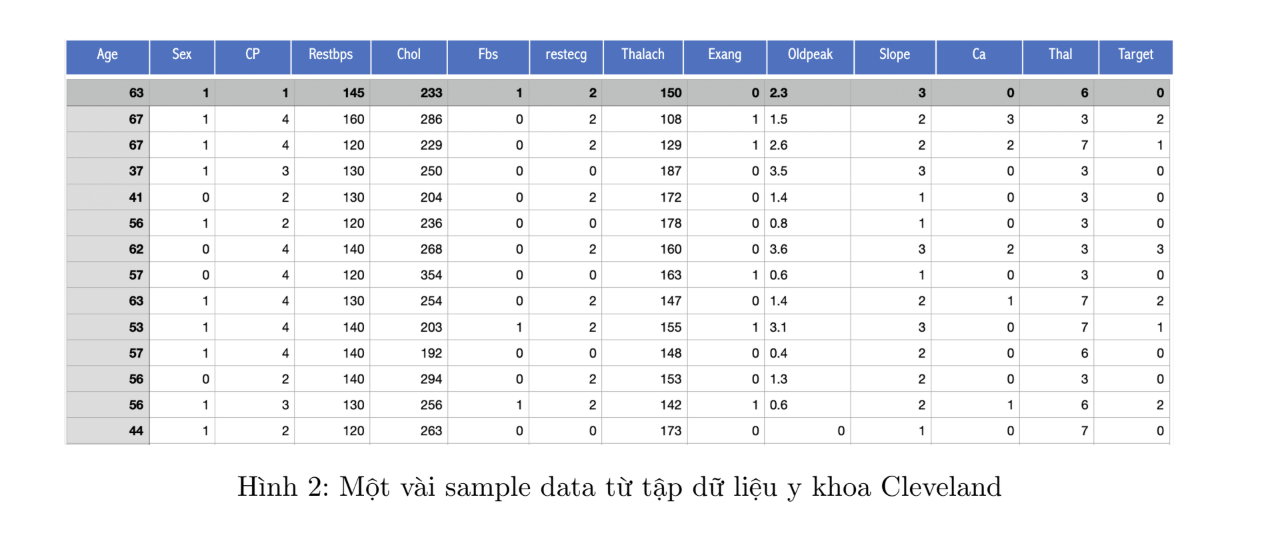 Age Sex CP Restbps Chol Fbs restecg Thalach Exang Oldpeak Slope Ca Thal Target
63 1 1 145 233 1 2 150 0 2.3 3 0 6 0
67 1 4 160 286 0 2 108 1 1.5 2 3 3 2
67 1 4 120 229 0 2 129 1 2.6 2 2 7 1
37 1 3 130 250 0 0 187 0 3.5 3 0 3 0
41 0 2 130 204 0 2 172 0 1.4 1 0 3 0
56 1 2 120 236 0 0 178 0 0.8 1 0 3 0
62 0 4 140 268 0 2 160 0 3.6 3 2 3 3
57 0 4 120 354 0 0 163 1 0.6 1 0 3 0
63 1 4 130 254 0 2 147 0 1.4 2 1 7 2
53 1 4 140 203 1 2 155 1 3.1 3 0 7 1
57 1 4 140 192 0 0 148 0 0.4 2 0 6 0
56 0 2 140 294 0 2 153 0 1.3 2 0 3 0
56 1 3 130 256 1 2 142 1 0.6 2 1 6 2
44 1 2 120 263 0 0 173 0 0 1 0 7 0
Hình 2: Một vài sample data từ tập dữ liệu y khoa Cleveland